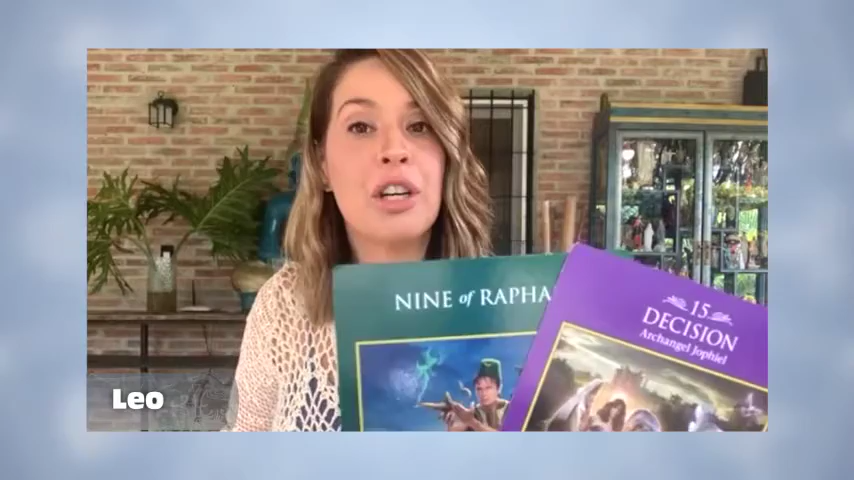 NINE of RAPHA
15
DECISION
Archangel Jophiel
Leo